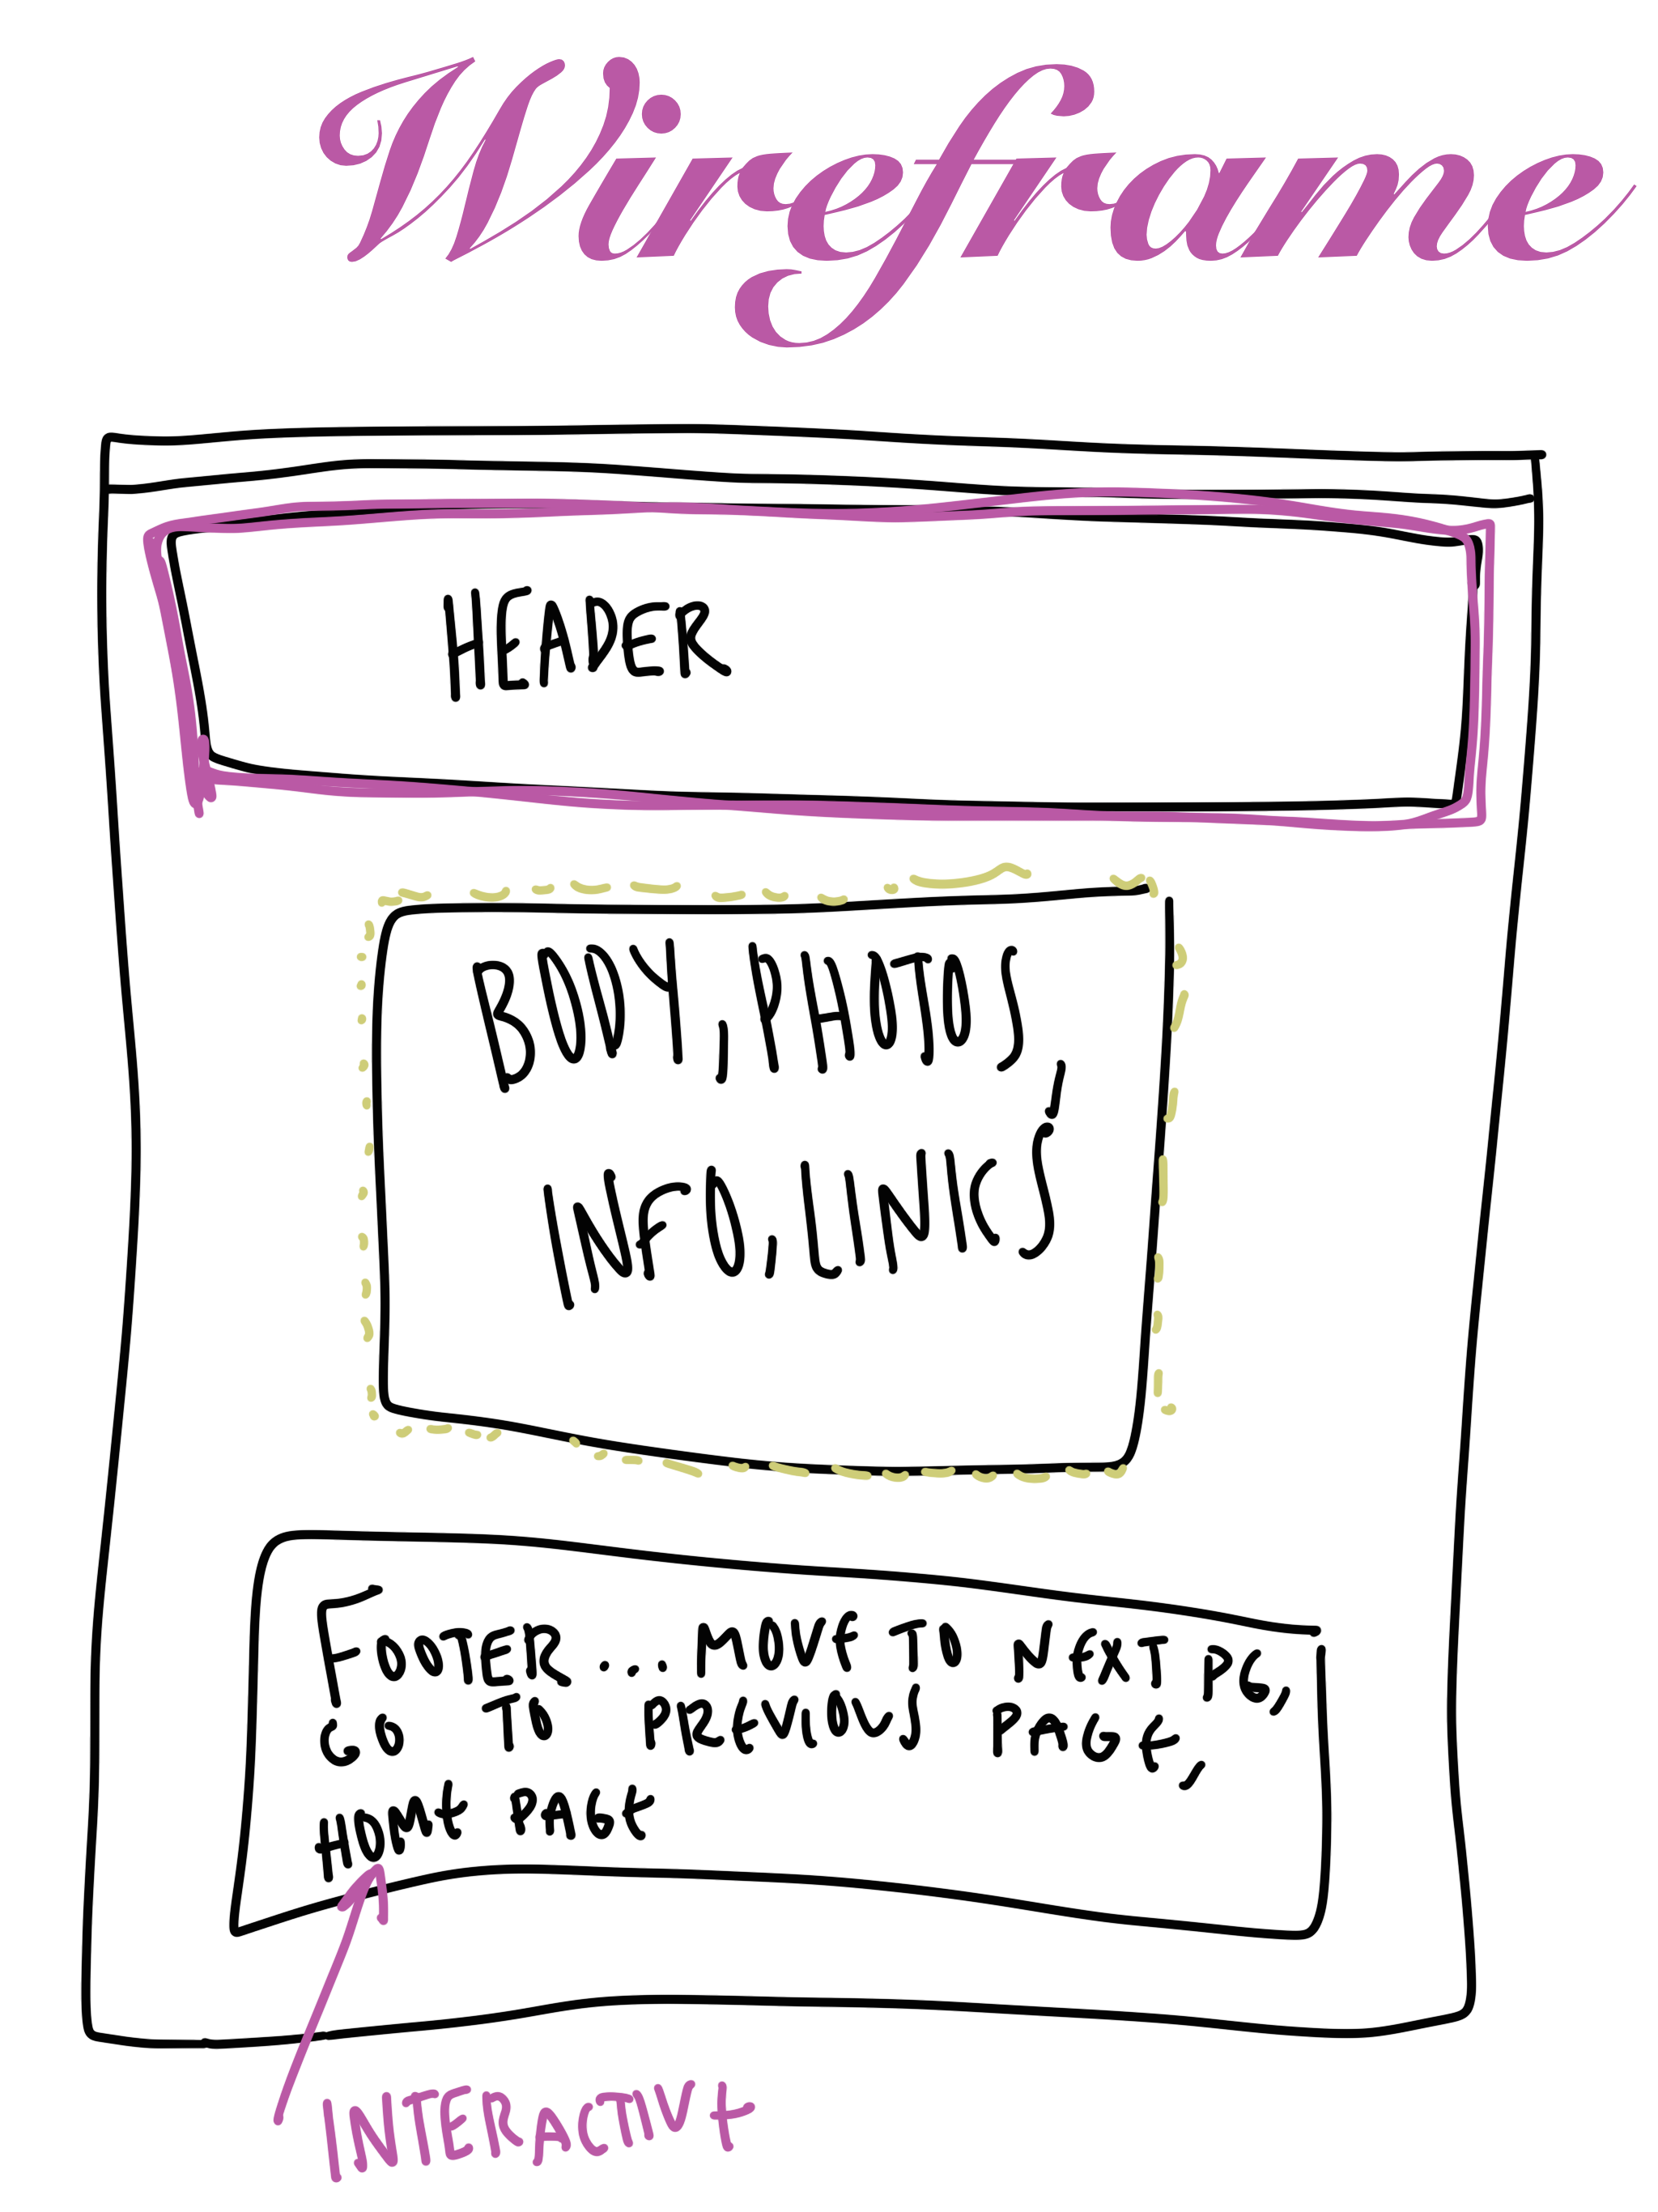 Wireframe
HEADER
BODY, PHOTOS,
INFO, LINKS
FOOTER... MOVE TO NEXT PG,
GO TO PREVIOUS PAGE,
HOME PAGE
INTERACTIVE